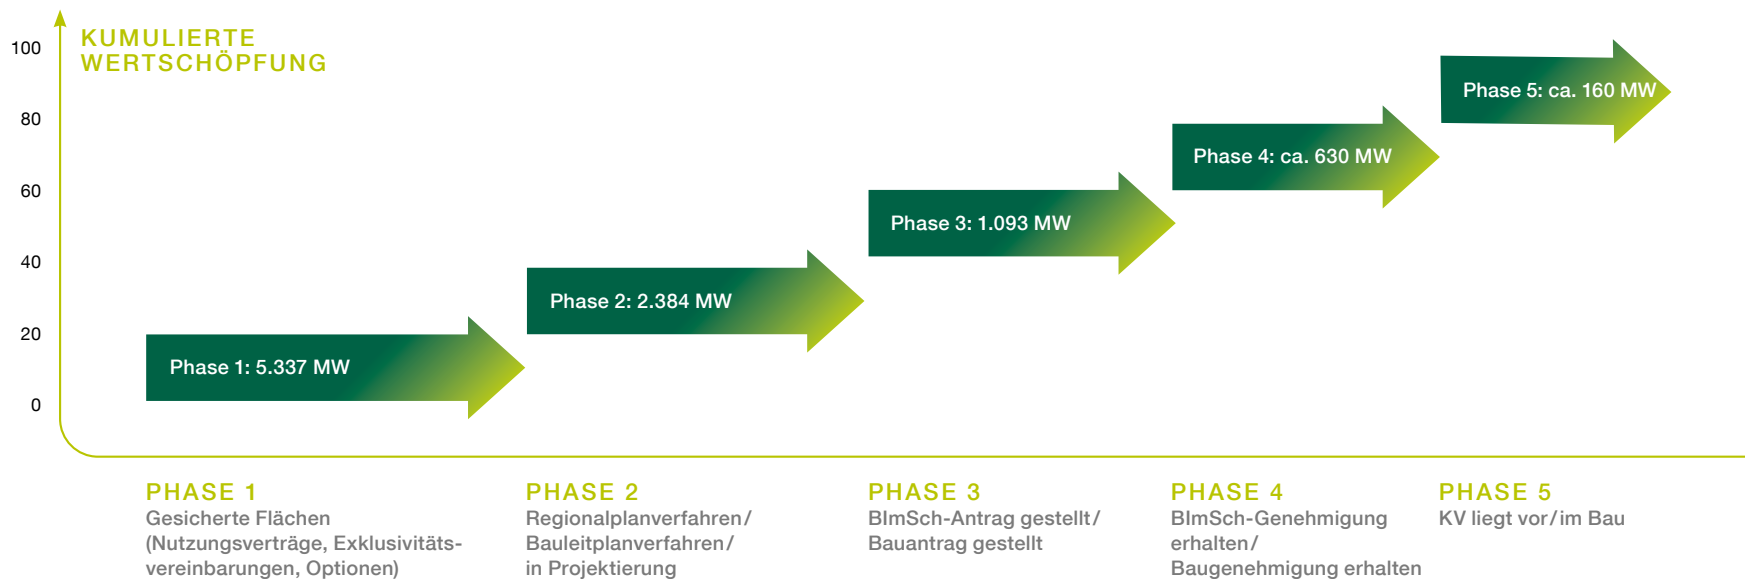 KUMULIERTE
WERTSCHÖPFUNG
100
80
60
40
20
0
Phase 1: 5.337 MW
Phase 2: 2.384 MW
Phase 3: 1.093 MW
Phase 4: ca. 630 MW
Phase 5: ca. 160 MW
PHASE 1
Gesicherte Flächen
(Nutzungsverträge, Exklusivitäts-
vereinbarungen, Optionen)
PHASE 2
Regionalplanverfahren/
Bauleitplanverfahren/
in Projektierung
PHASE 3
BImSch-Antrag gestellt/
Bauantrag gestellt
PHASE 4
BImSch-Genehmigung
erhalten/
Baugenehmigung erhalten
PHASE 5
KV liegt vor/im Bau